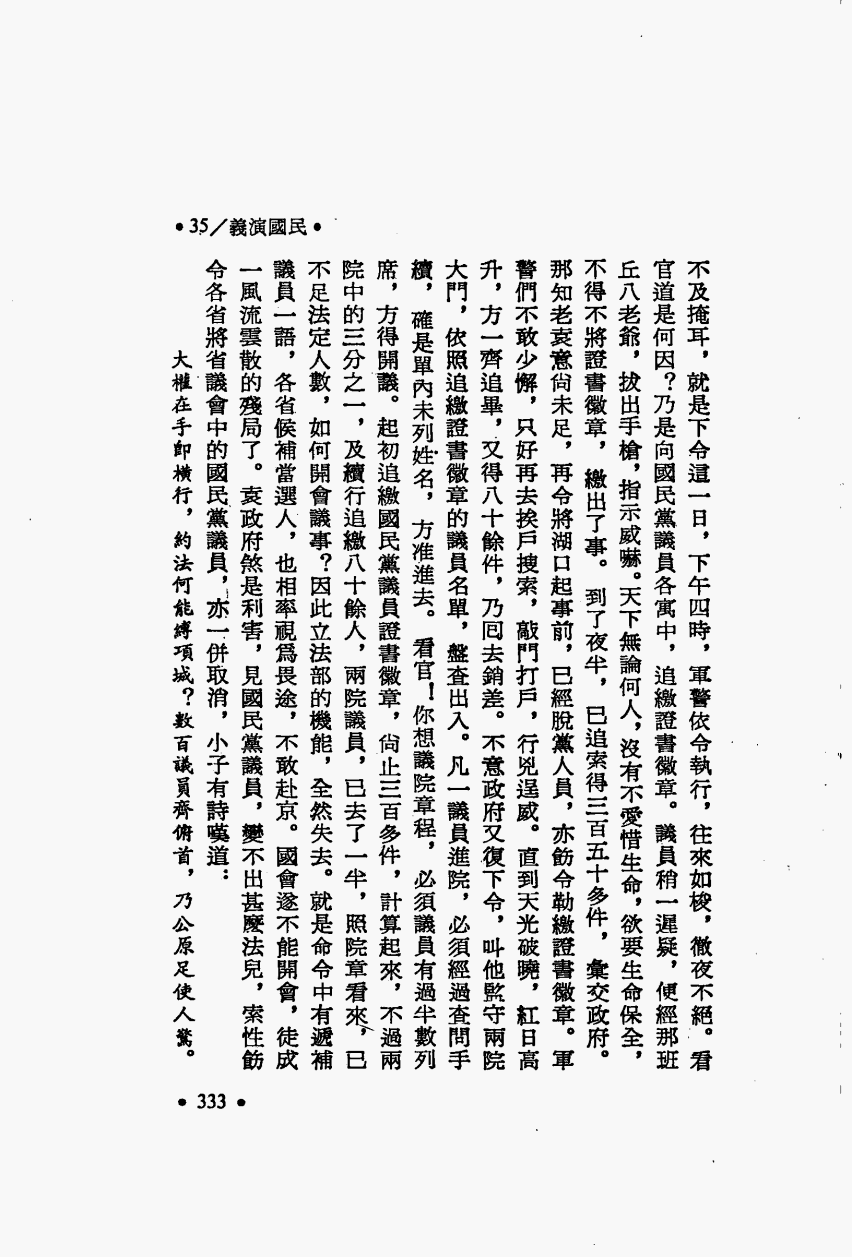 •35／義演國民•
不及掩耳，就是下令這一日，下午四時，軍警依令執行，往來如梭，徹夜不絕。看
官道是何因？乃是向國民黨議員各寓中，追繳證書徽章。議員稍一遲疑，便經那班
丘八老爺，拔出手槍，指示威嚇。天下無論何人，沒有不愛惜生命，欲要生命保全，
不得不將證書徽章，繳出了事。到了夜半，已追索得三百五十多件，彙交政府。
那知老袁意尙未足，再令將湖口起事前，已經脫黨人員，亦飭令勒繳證書徽章。軍
警們不敢少懈，只好再去挨戶搜索，敲門打戶，行兇逞威。直到天光破曉，紅日高
升，方一齊追畢，又得八十餘件，乃囘去銷差。不意政府又復下令，叫他監守兩院
大門，依照追繳證書徽章的議員名單，盤查出入。凡一議員進院，必須經過查問手
續，確是單內未列姓名，方准進去。看官！你想議院章程，必須議員有過半數列
席，方得開議。起初追繳國民黨議員證書徽章，尙止三百多件，計算起來，不過兩
院中的三分之一，及續行追繳八十餘人，兩院議員，已去了一半，照院章看來，已
不足法定人數，如何開會議事？因此立法部的機能，全然失去。就是命令中有遞補
議員一語，各省候補當選人，也相率視爲畏途，不敢赴京。國會遂不能開會，徒成
一風流雲散的殘局了。袁政府煞是利害，見國民黨議員，變不出甚麼法兒，索性飭
令各省將省議會中的國民黨議員，亦一併取消，小子有詩嘆道：
大權在手卽橫行，約法何能縛項城？數百議員齊俯首，乃公原足使人驚。
•333•